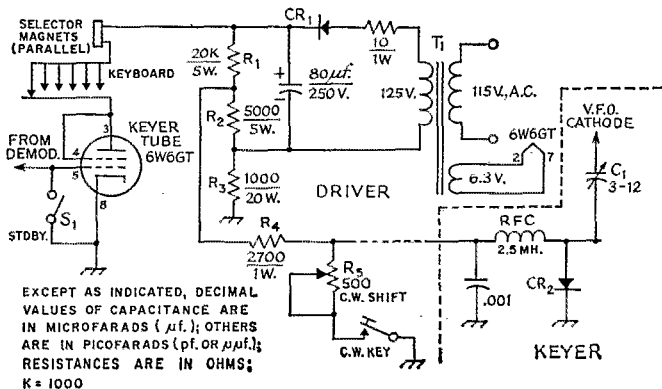 SELECTOR
MAGNETS
(PARALLEL)
KEYBOARD
FROM
DEMOD.
KEYER
TUBE
6W6GT
3
4
5
8
S1
STDBY.
CR1
10
1W
20K
5W.
R1
80μf.
250V.
+
−
R2
5000
5W.
R3
1000
20W.
T1
125V.
115V., A.C.
6W6GT
2
7
6.3V.
DRIVER
V.F.O.
CATHODE
C1
3-12
R4
2700
1W.
RFC
2.5 MH.
R5
500
C.W. SHIFT
C.W. KEY
.001
CR2
KEYER
EXCEPT AS INDICATED, DECIMAL
VALUES OF CAPACITANCE ARE
IN MICROFARADS (μf.); OTHERS
ARE IN PICOFARADS (pf. OR μμf.);
RESISTANCES ARE IN OHMS;
K = 1000